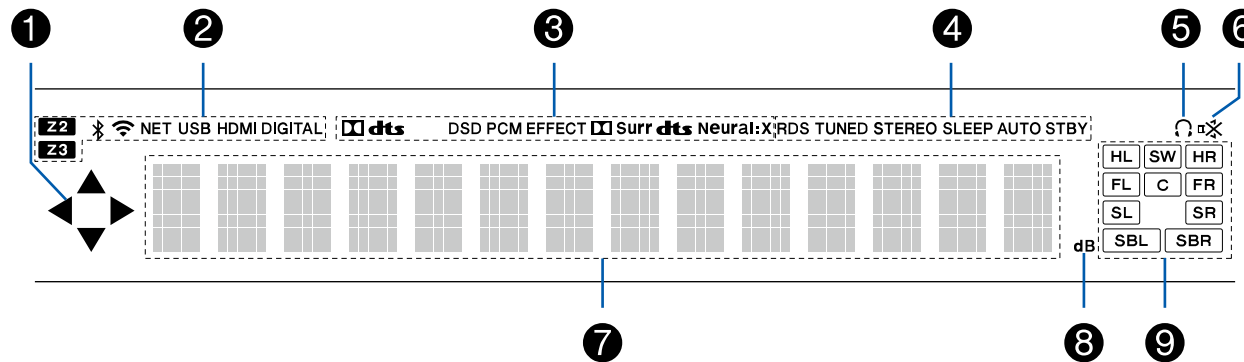 1 2 3 4 5 6
Z2 NET USB HDMI DIGITAL dts DSD PCM EFFECT Surr dts Neural:X RDS TUNED STEREO SLEEP AUTO STBY
Z3
HL SW HR
FL C FR
SL SR
SBL SBR
dB
7 8 9